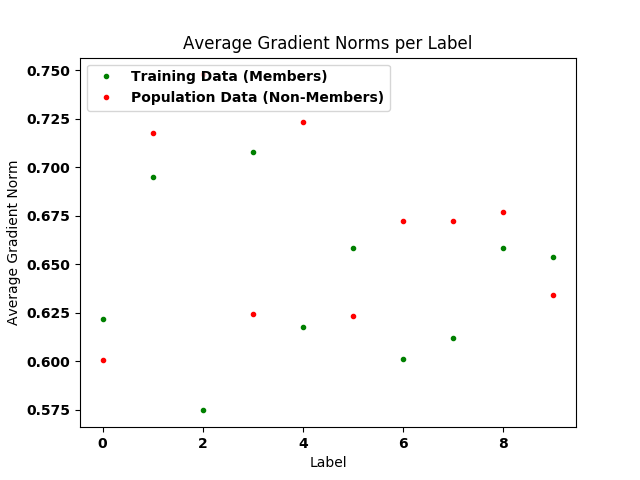 Average Gradient Norms per Label
Training Data (Members)
Population Data (Non-Members)
Average Gradient Norm
0.750
0.725
0.700
0.675
0.650
0.625
0.600
0.575
0 2 4 6 8
Label